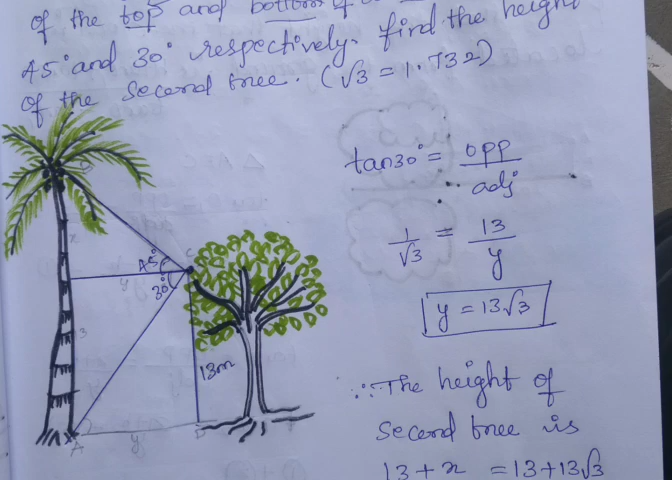 of the top and bottom of
45° and 30° respectively. find the height
of the second tree. (√3 = 1.732)
tan30° = opp
adj
1 = 13
√3 y
y = 13√3
∴ The height of
second tree is
13 + x = 13+13√3
x
45°
C
y
30°
13m
A
y
D